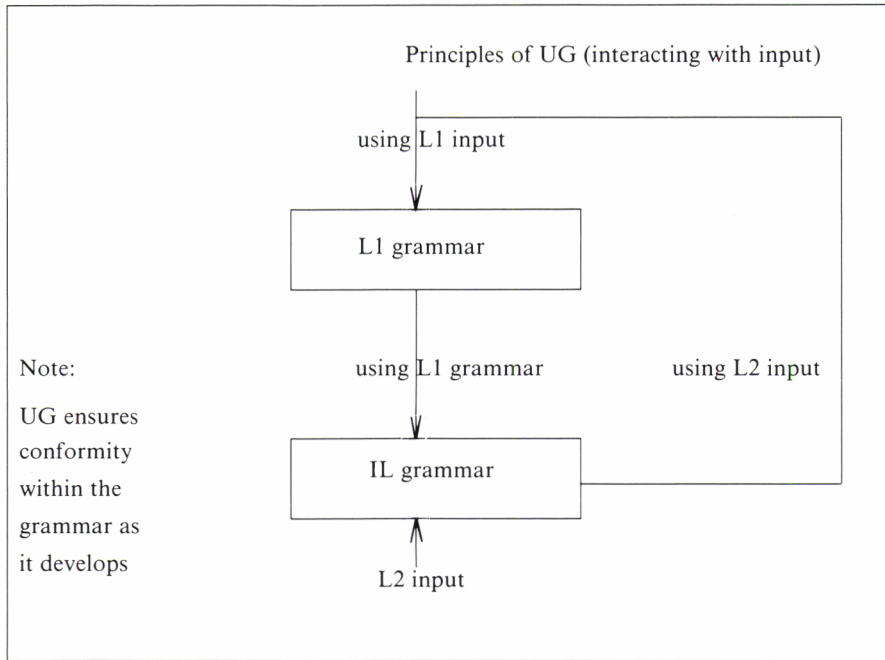 Principles of UG (interacting with input)
using L1 input
L1 grammar
Note:
using L1 grammar
using L2 input
UG ensures
conformity
within the
grammar as
it develops
IL grammar
L2 input